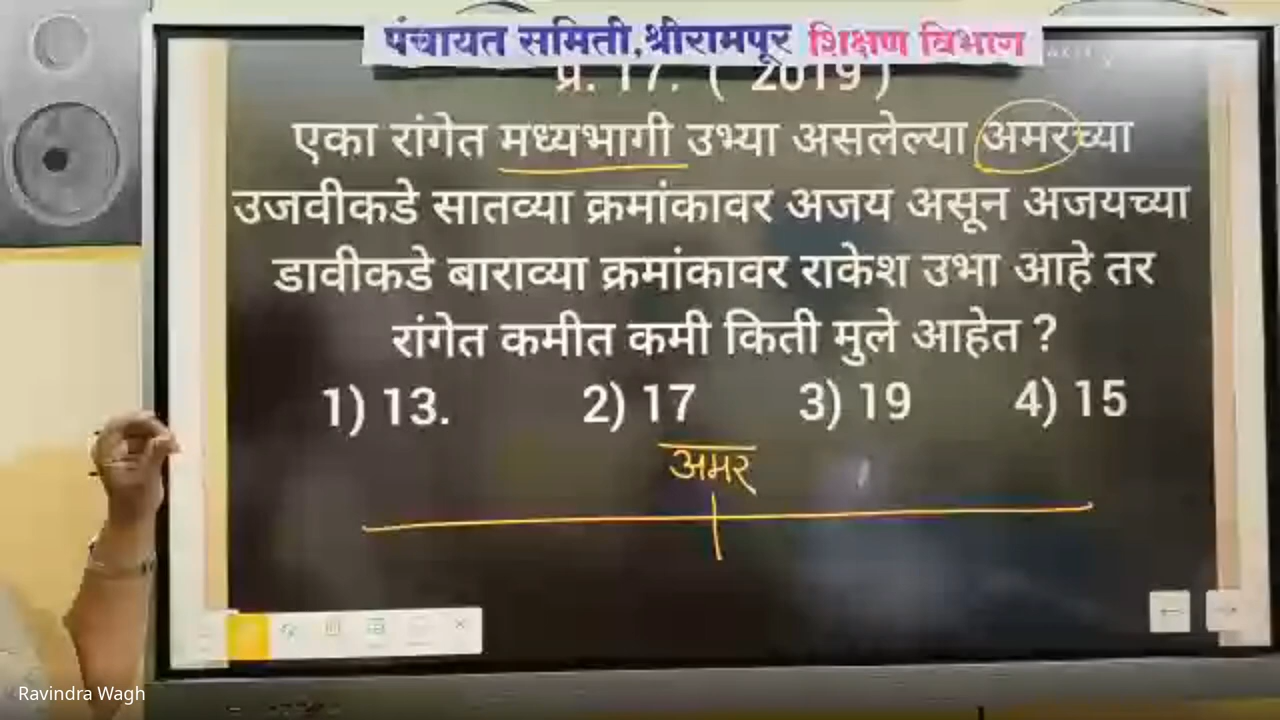 पंचायत समिती,श्रीरामपूर शिक्षण विभाग
प्र. 17. ( 2019 )
एका रांगेत मध्यभागी उभ्या असलेल्या अमरच्या
उजवीकडे सातव्या क्रमांकावर अजय असून अजयच्या
डावीकडे बाराव्या क्रमांकावर राकेश उभा आहे तर
रांगेत कमीत कमी किती मुले आहेत ?
1) 13. 2) 17 3) 19 4) 15
अमर
Ravindra Wagh